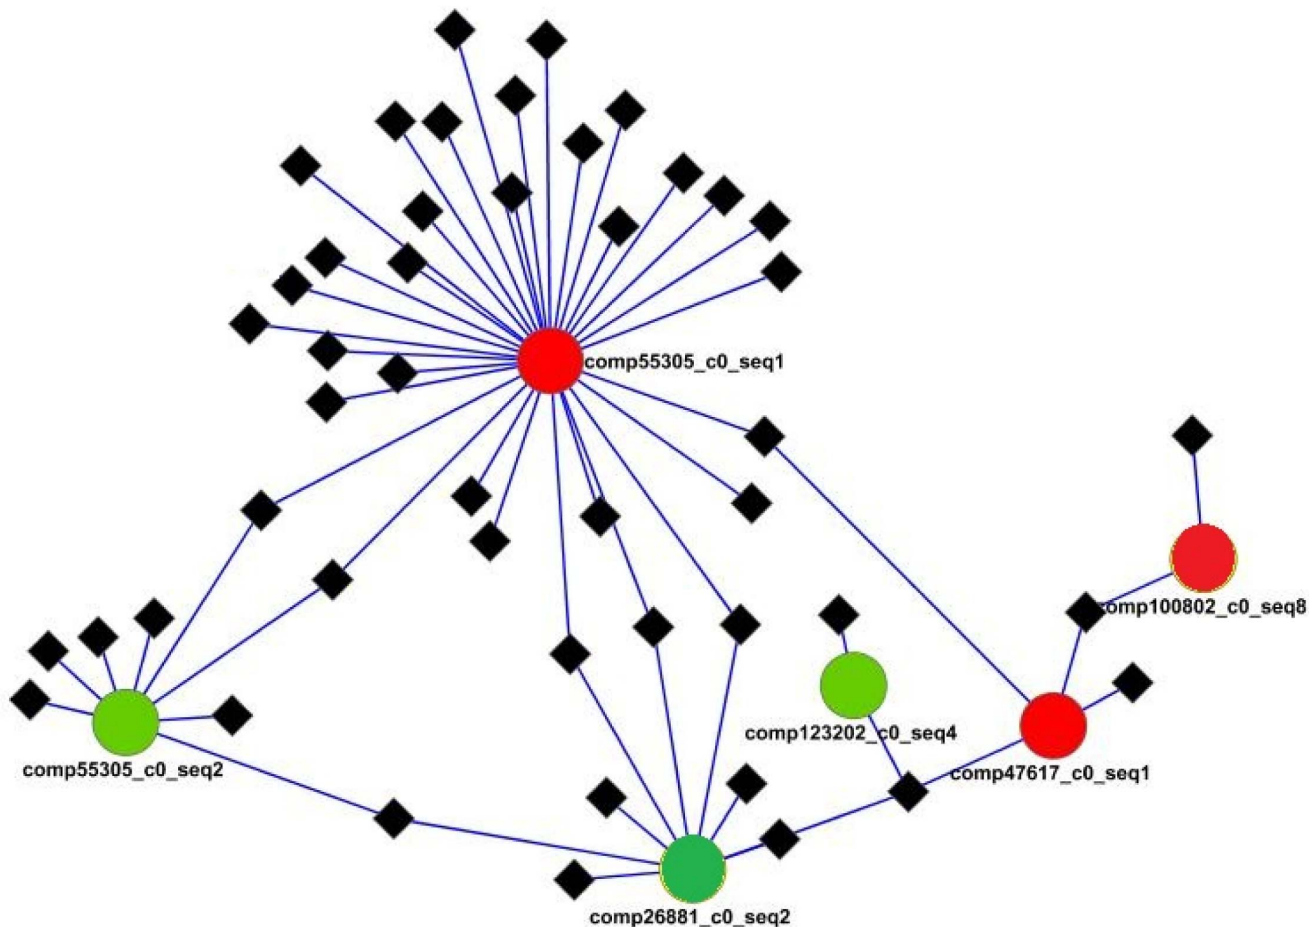 comp55305_c0_seq1
comp100802_c0_seq8
comp123202_c0_seq4
comp55305_c0_seq2
comp47617_c0_seq1
comp26881_c0_seq2